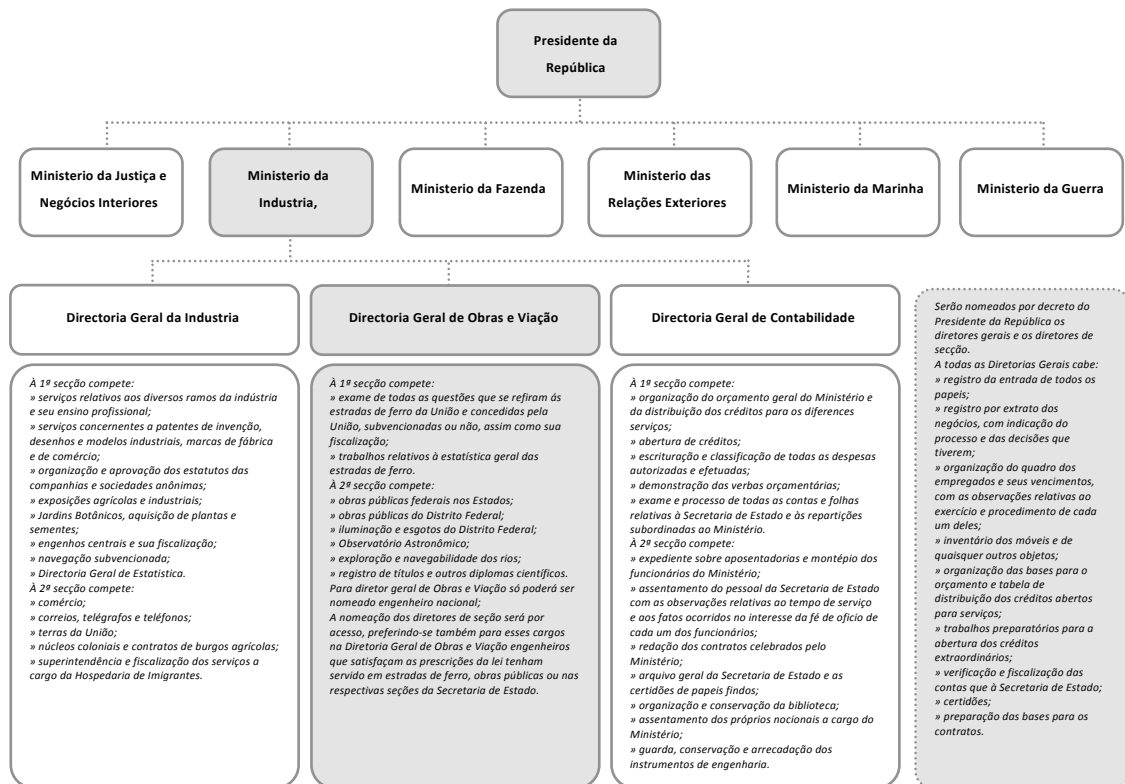 Presidente da
República
Ministerio da Justiça e
Negócios Interiores
Ministerio da
Industria,
Ministerio da Fazenda
Ministerio das
Relações Exteriores
Ministerio da Marinha
Ministerio da Guerra
Directoria Geral da Industria
À 1ª secção compete:
» serviços relativos aos diversos ramos da indústria
e seu ensino profissional;
» serviços concernentes a patentes de invenção,
desenhos e modelos industriais, marcas de fábrica
e de comércio;
» organização e aprovação dos estatutos das
companhias e sociedades anônimas;
» exposições agrícolas e industriais;
» Jardins Botânicos, aquisição de plantas e
sementes;
» engenhos centrais e sua fiscalização;
» navegação subvencionada;
» Directoria Geral de Estatistica.
À 2ª secção compete:
» comércio;
» correios, telégrafos e teléfonos;
» terras da União;
» núcleos coloniais e contratos de burgos agrícolas;
» superintendência e fiscalização dos serviços a
cargo da Hospedaria de Imigrantes.
Directoria Geral de Obras e Viação
À 1ª secção compete:
» exame de todas as questões que se refiram ás
estradas de ferro da União e concedidas pela
União, subvencionadas ou não, assim como sua
fiscalização;
» trabalhos relativos à estatística geral das
estradas de ferro.
À 2ª secção compete:
» obras públicas federais nos Estados;
» obras públicas do Distrito Federal;
» iluminação e esgotos do Distrito Federal;
» Observatório Astronômico;
» exploração e navegabilidade dos rios;
» registro de títulos e outros diplomas científicos.
Para diretor geral de Obras e Viação só poderá ser
nomeado engenheiro nacional;
A nomeação dos diretores de seção será por
acesso, preferindo-se também para esses cargos
na Diretoria Geral de Obras e Viação engenheiros
que satisfaçam as prescrições da lei tenham
servido em estradas de ferro, obras públicas ou nas
respectivas seções da Secretaria de Estado.
Directoria Geral de Contabilidade
À 1ª secção compete:
» organização do orçamento geral do Ministério e
da distribuição dos créditos para os diferences
serviços;
» abertura de créditos;
» escrituração e classificação de todas as despesas
autorizadas e efetuadas;
» demonstração das verbas orçamentárias;
» exame e processo de todas as contas e folhas
relativas à Secretaria de Estado e às repartições
subordinadas ao Ministério.
À 2ª secção compete:
» expediente sobre aposentadorias e montépio dos
funcionários do Ministério;
» assentamento do pessoal da Secretaria de Estado
com as observações relativas ao tempo de serviço
e aos fatos ocorridos no interesse da fé de oficio de
cada um dos funcionários;
» redação dos contratos celebrados pelo
Ministério;
» arquivo geral da Secretaria de Estado e as
certidões de papeis findos;
» organização e conservação da biblioteca;
» assentamento dos próprios nocionais a cargo do
Ministério;
» guarda, conservação e arrecadação dos
instrumentos de engenharia.
Serão nomeados por decreto do
Presidente da República os
diretores gerais e os diretores de
secção.
A todas as Diretorias Gerais cabe:
» registro da entrada de todos os
papeis;
» registro por extrato dos
negócios, com indicação do
processo e das decisões que
tiverem;
» organização do quadro dos
empregados e seus vencimentos,
com as observações relativas ao
exercício e procedimento de cada
um deles;
» inventário dos móveis e de
quaisquer outros objetos;
» organização das bases para o
orçamento e tabela de
distribuição dos créditos abertos
para serviços;
» trabalhos preparatórios para a
abertura dos créditos
extraordinários;
» verificação e fiscalização das
contas que à Secretaria de Estado;
» certidões;
» preparação das bases para os
contratos.